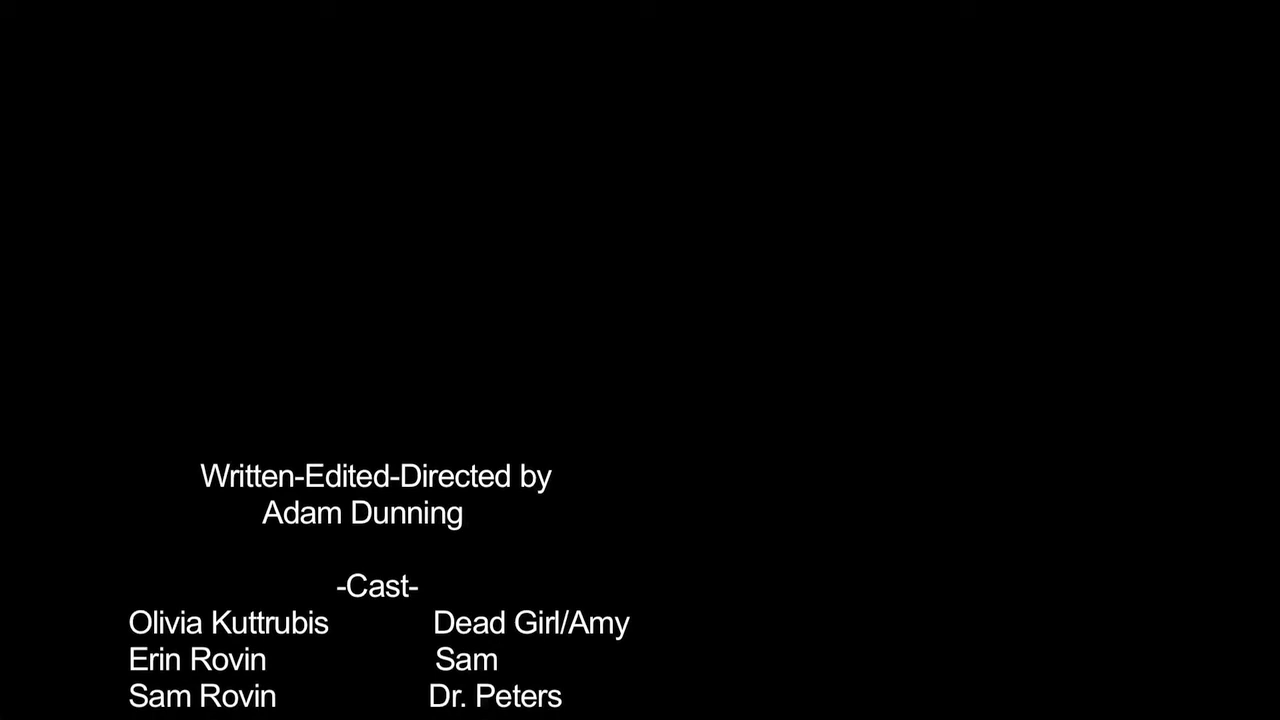 Written-Edited-Directed by
Adam Dunning
-Cast-
Olivia Kuttrubis Dead Girl/Amy
Erin Rovin Sam
Sam Rovin Dr. Peters